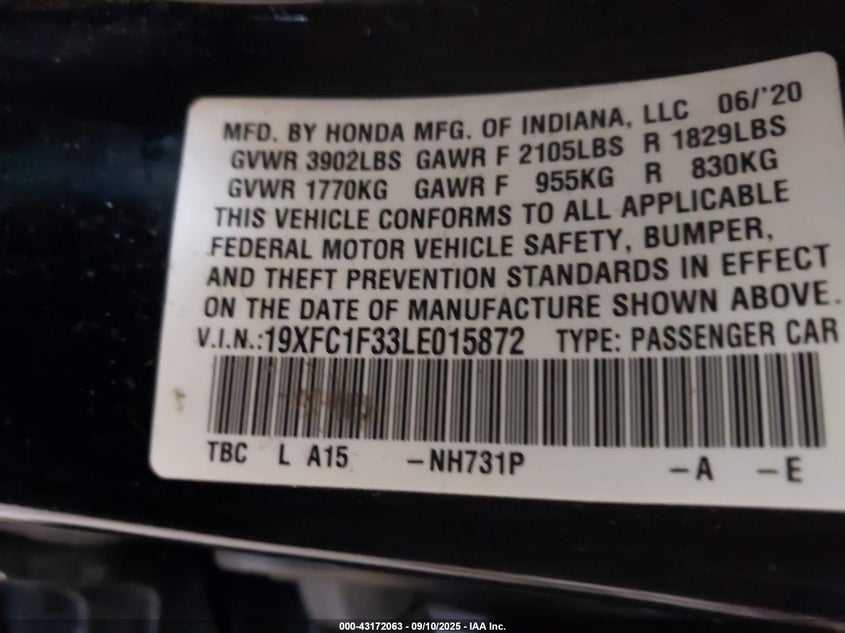 MFD. BY HONDA MFG. OF INDIANA, LLC 06/'20
GVWR 3902LBS GAWR F 2105LBS R 1829LBS
GVWR 1770KG GAWR F 955KG R 830KG
THIS VEHICLE CONFORMS TO ALL APPLICABLE
FEDERAL MOTOR VEHICLE SAFETY, BUMPER,
AND THEFT PREVENTION STANDARDS IN EFFECT
ON THE DATE OF MANUFACTURE SHOWN ABOVE.
V.I.N.:19XFC1F33LE015872 TYPE: PASSENGER CAR
TBC L A15 -NH731P -A -E
000-43172063 - 09/10/2025 - IAA Inc.